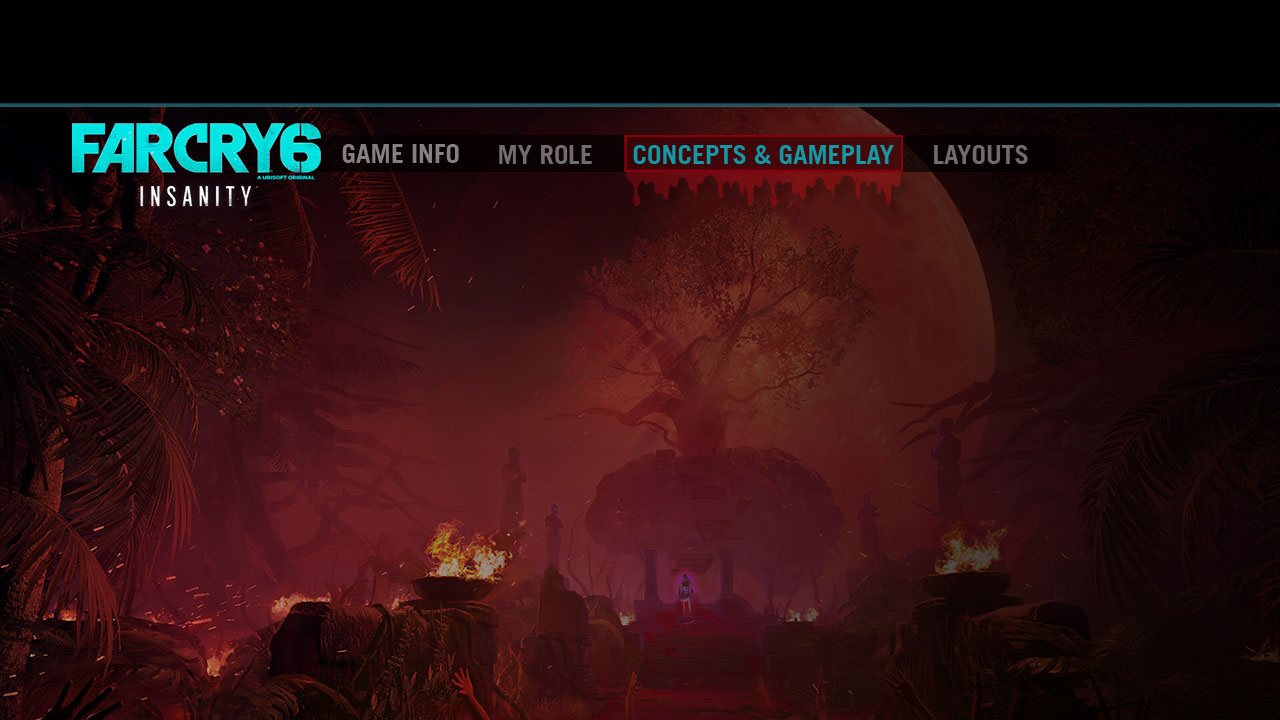 FARCRY6
A UBISOFT ORIGINAL
INSANITY
GAME INFO
MY ROLE
CONCEPTS & GAMEPLAY
LAYOUTS